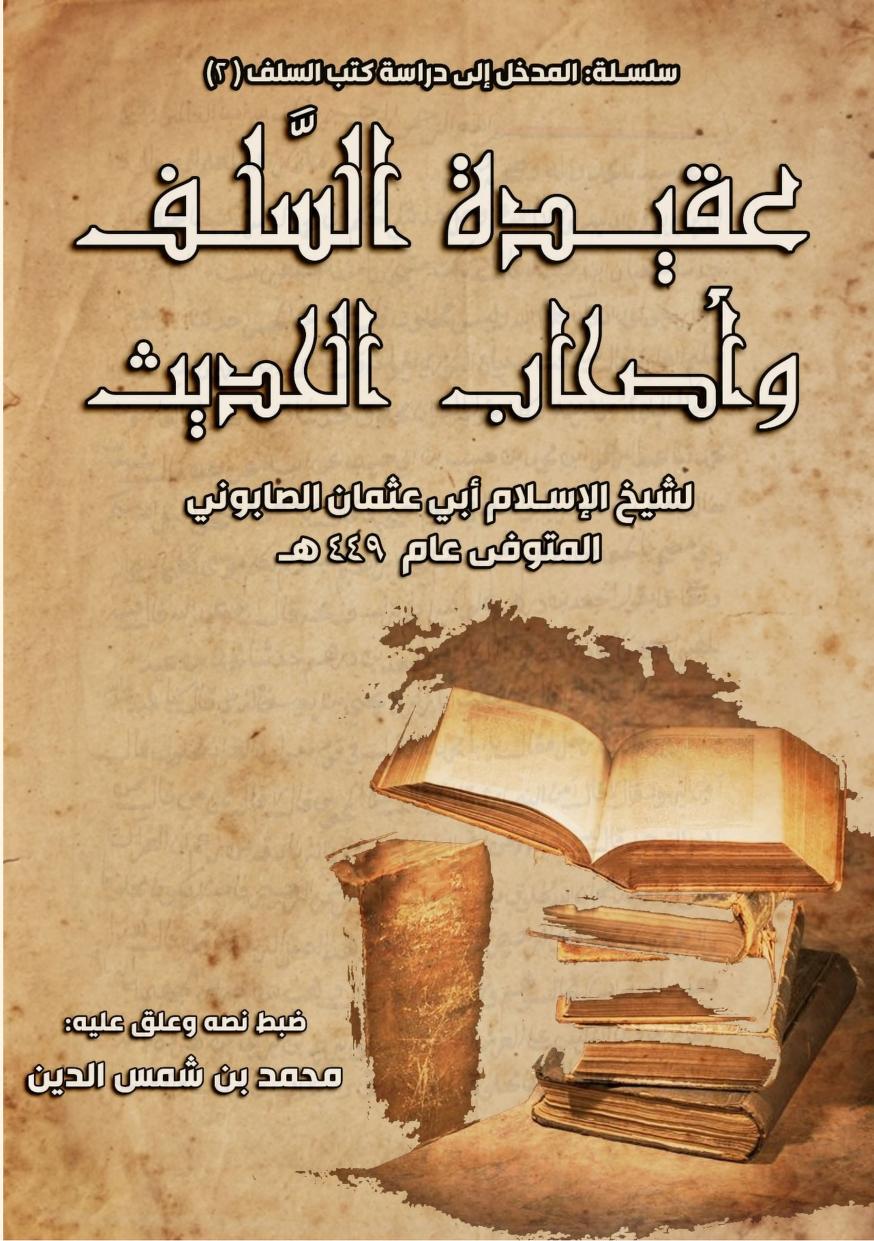 سلسلة: المدخل إلى دراسة كتب السلف (٢)
عقيدة السَّلف
وأصحاب الحديث
لشيخ الإسلام أبي عثمان الصابوني
المتوفى عام ٤٤٩ هـ
ضبط نصه وعلق عليه:
محمد بن شمس الدين